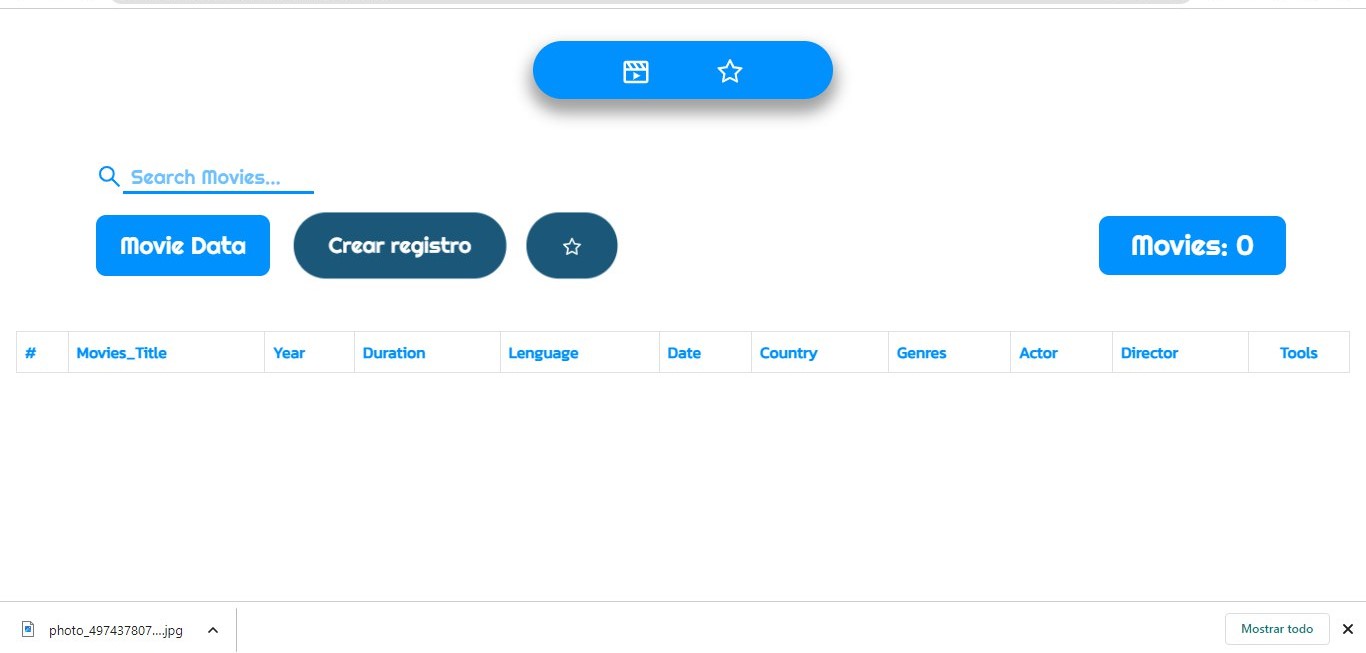 Search Movies...
Movie Data Crear registro Movies: 0
# Movies_Title Year Duration Lenguage Date Country Genres Actor Director Tools
photo_497437807....jpg Mostrar todo